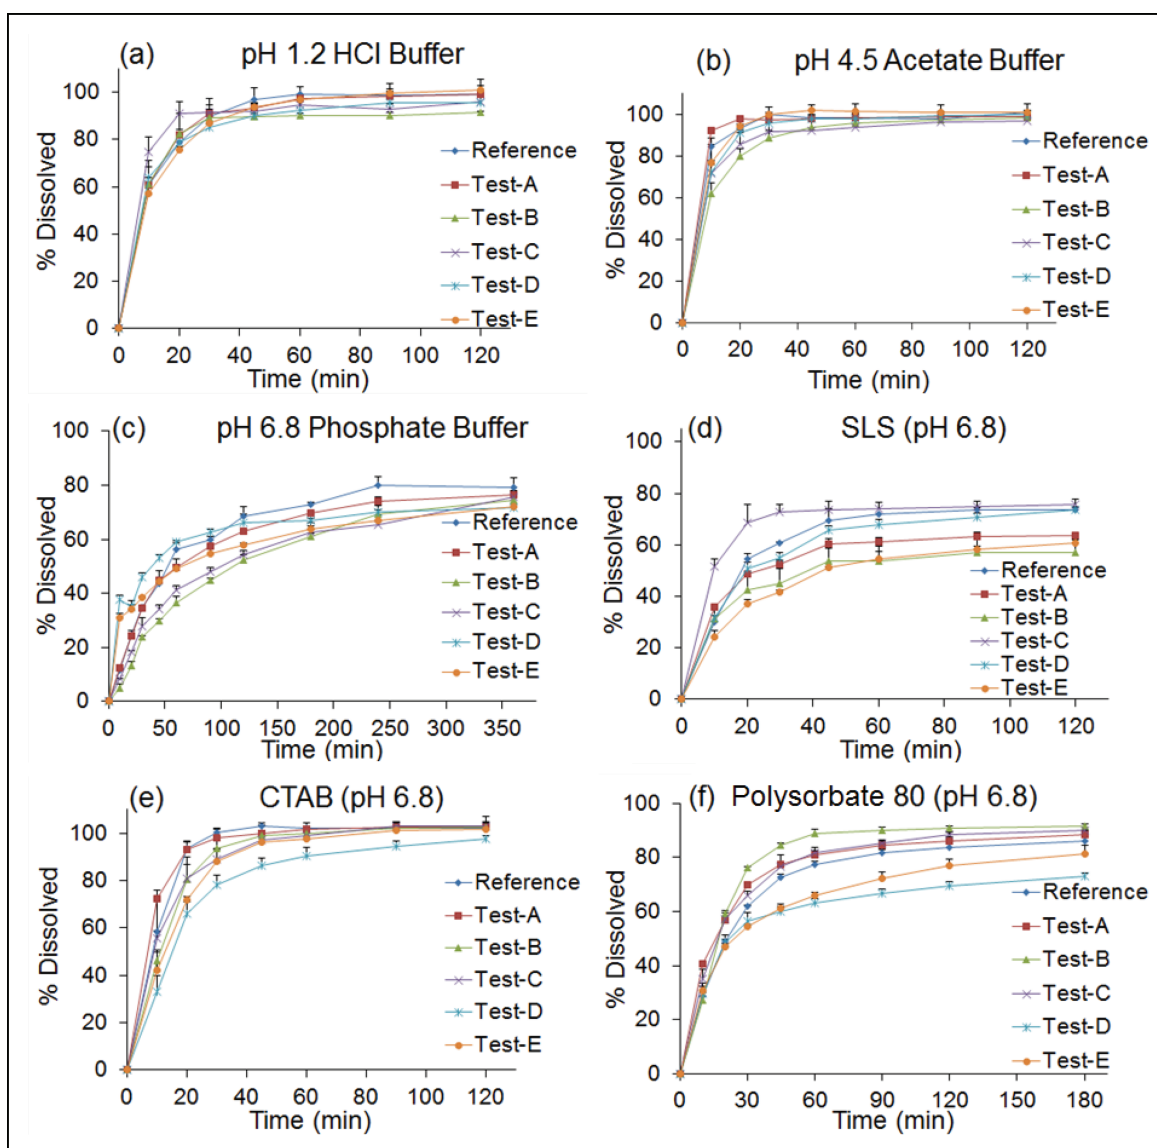 (a) pH 1.2 HCl Buffer
% Dissolved
100
80
60
40
20
0
0 20 40 60 80 100 120
Time (min)
Reference
Test-A
Test-B
Test-C
Test-D
Test-E
(b) pH 4.5 Acetate Buffer
% Dissolved
100
80
60
40
20
0
0 20 40 60 80 100 120
Time (min)
Reference
Test-A
Test-B
Test-C
Test-D
Test-E
(c) pH 6.8 Phosphate Buffer
% Dissolved
100
80
60
40
20
0
0 50 100 150 200 250 300 350
Time (min)
Reference
Test-A
Test-B
Test-C
Test-D
Test-E
(d) SLS (pH 6.8)
% Dissolved
100
80
60
40
20
0
0 20 40 60 80 100 120
Time (min)
Reference
Test-A
Test-B
Test-C
Test-D
Test-E
(e) CTAB (pH 6.8)
% Dissolved
100
80
60
40
20
0
0 20 40 60 80 100 120
Time (min)
Reference
Test-A
Test-B
Test-C
Test-D
Test-E
(f) Polysorbate 80 (pH 6.8)
% Dissolved
100
80
60
40
20
0
0 30 60 90 120 150 180
Time (min)
Reference
Test-A
Test-B
Test-C
Test-D
Test-E